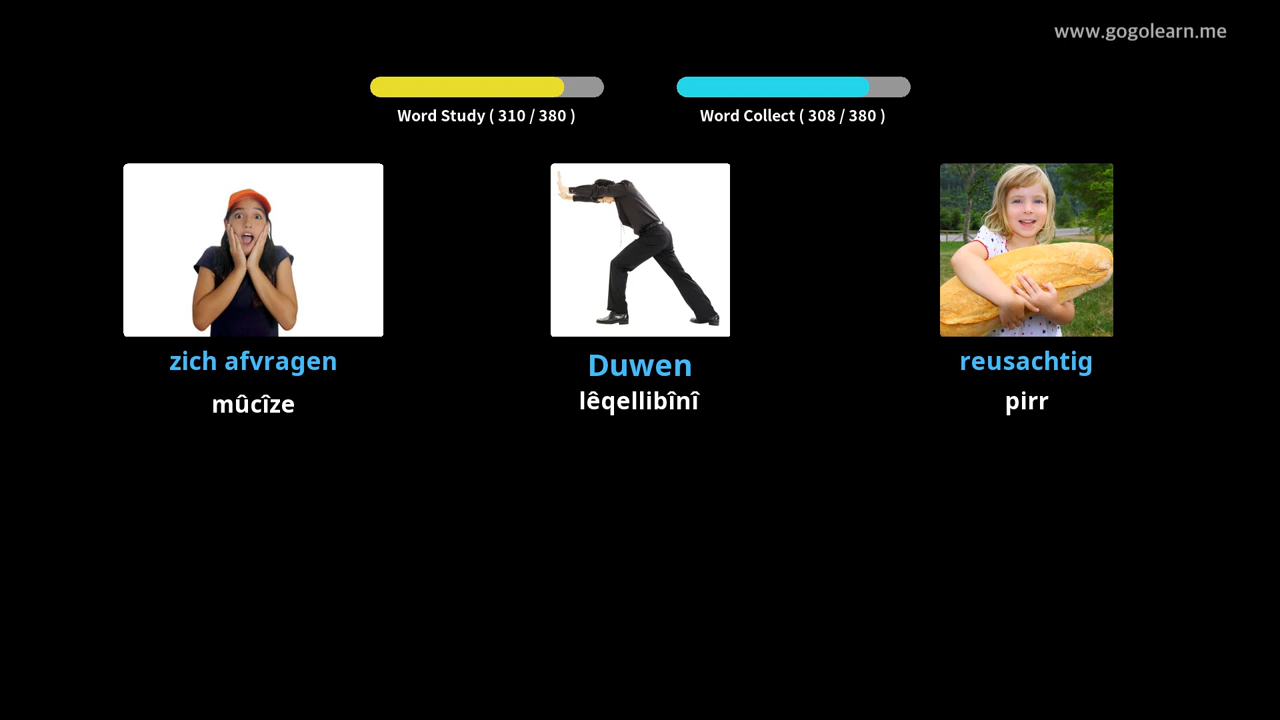 www.gogolearn.me
Word Study ( 310 / 380 )
Word Collect ( 308 / 380 )
zich afvragen
Duwen
reusachtig
mûcîze
lêqellibînî
pirr